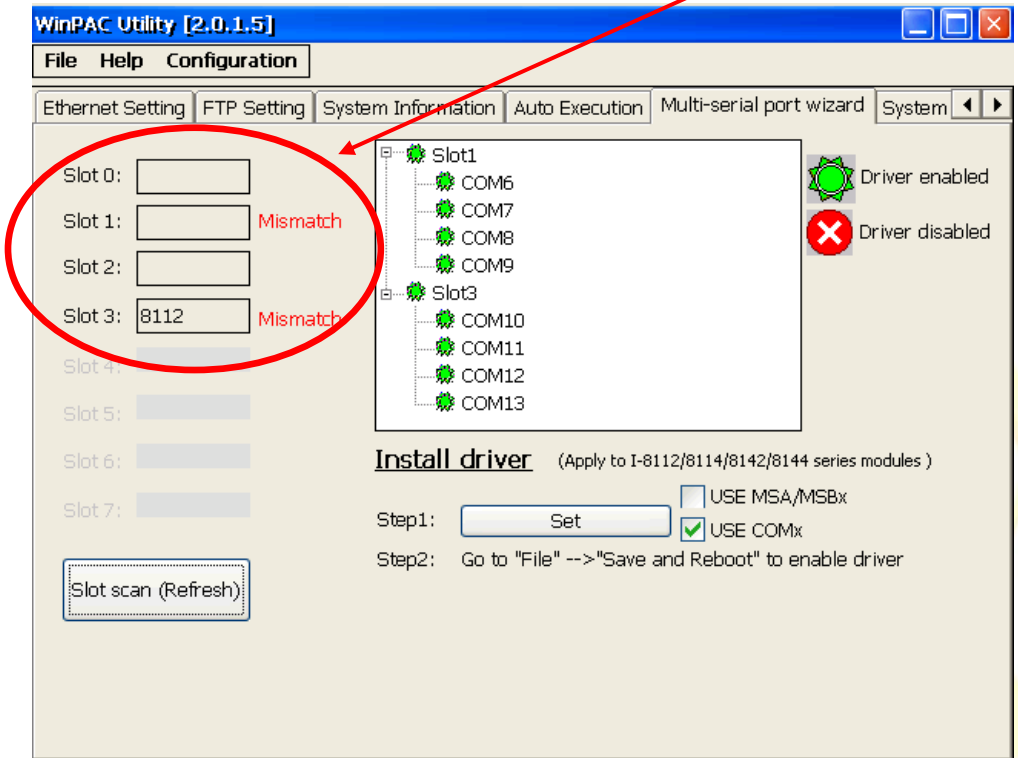 WinPAC Utility [2.0.1.5]
File Help Configuration
Ethernet Setting FTP Setting System Information Auto Execution Multi-serial port wizard System
Slot 0:
Slot 1: Mismatch
Slot 2:
Slot 3: 8112 Mismatch
Slot 4:
Slot 5:
Slot 6:
Slot 7:
Slot scan (Refresh)
Slot1
COM6
COM7
COM8
COM9
Slot3
COM10
COM11
COM12
COM13
Driver enabled
Driver disabled
Install driver (Apply to I-8112/8114/8142/8144 series modules )
USE MSA/MSBx
Step1: Set USE COMx
Step2: Go to "File" -->"Save and Reboot" to enable driver